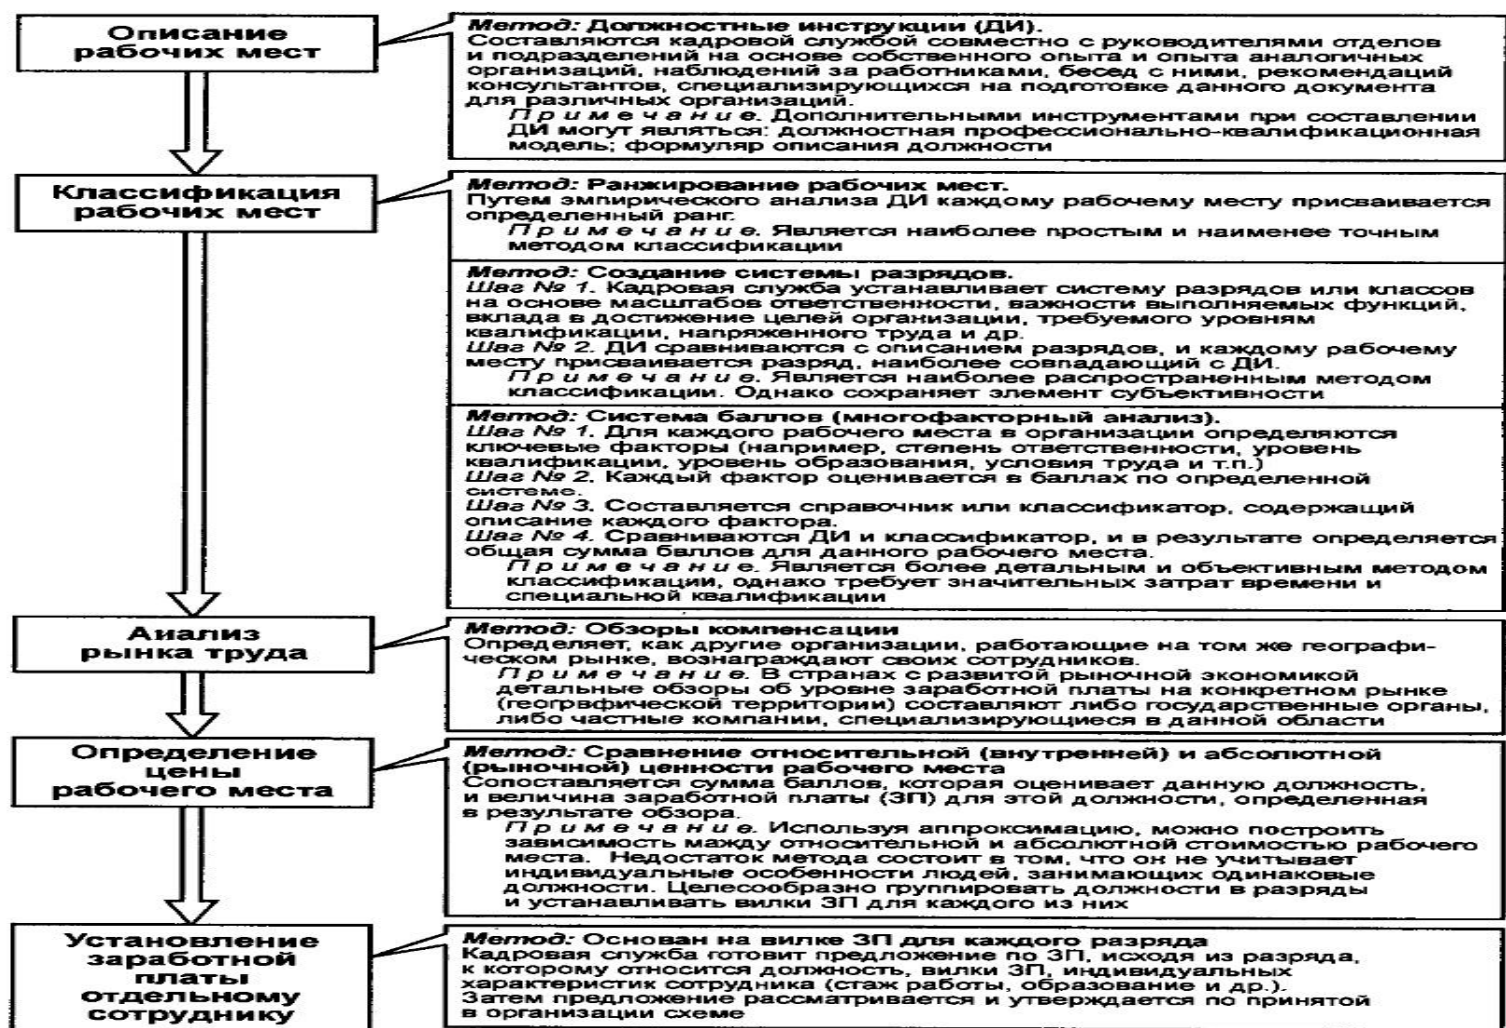 Описание
рабочих мест
Метод: Должностные инструкции (ДИ).
Составляются кадровой службой совместно с руководителями отделов
и подразделений на основе собственного опыта и опыта аналогичных
организаций, наблюдений за работниками, бесед с ними, рекомендаций
консультантов, специализирующихся на подготовке данного документа
для различных организаций.
Примечание. Дополнительными инструментами при составлении
ДИ могут являться: должностная профессионально-квалификационная
модель; формуляр описания должности
Классификация
рабочих мест
Метод: Ранжирование рабочих мест.
Путем эмпирического анализа ДИ каждому рабочему месту присваивается
определенный ранг.
Примечание. Является наиболее простым и наименее точным
методом классификации
Метод: Создание системы разрядов.
Шаг № 1. Кадровая служба устанавливает систему разрядов или классов
на основе масштабов ответственности, важности выполняемых функций,
вклада в достижение целей организации, требуемого уровням
квалификации, напряженного труда и др.
Шаг № 2. ДИ сравниваются с описанием разрядов, и каждому рабочему
месту присваивается разряд, наиболее совпадающий с ДИ.
Примечание. Является наиболее распространенным методом
классификации. Однако сохраняет элемент субъективности
Метод: Система баллов (многофакторный анализ).
Шаг № 1. Для каждого рабочего места в организации определяются
ключевые факторы (например, степень ответственности, уровень
квалификации, уровень образования, условия труда и т.п.)
Шаг № 2. Каждый фактор оценивается в баллах по определенной
системе.
Шаг № 3. Составляется справочник или классификатор, содержащий
описание каждого фактора.
Шаг № 4. Сравниваются ДИ и классификатор, и в результате определяется
общая сумма баллов для данного рабочего места.
Примечание. Является более детальным и объективным методом
классификации, однако требует значительных затрат времени и
специальной квалификации
Анализ
рынка труда
Метод: Обзоры компенсации
Определяет, как другие организации, работающие на том же географи-
ческом рынке, вознаграждают своих сотрудников.
Примечание. В странах с развитой рыночной экономикой
детальные обзоры об уровне заработной платы на конкретном рынке
(географической территории) составляют либо государственные органы,
либо частные компании, специализирующиеся в данной области
Определение
цены
рабочего места
Метод: Сравнение относительной (внутренней) и абсолютной
(рыночной) ценности рабочего места
Сопоставляется сумма баллов, которая оценивает данную должность,
и величина заработной платы (ЗП) для этой должности, определенная
в результате обзора.
Примечание. Используя аппроксимацию, можно построить
зависимость мажду относительной и абсолютной стоимостью рабочего
места. Недостаток метода состоит в том, что он не учитывает
индивидуальные особенности людей, занимающих одинаковые
должности. Целесообразно группировать должности в разряды
и устанавливать вилки ЗП для каждого из них
Установление
заработной
платы
отдельному
сотруднику
Метод: Основан на вилке ЗП для каждого разряда
Кадровая служба готовит предложение по ЗП, исходя из разряда,
к которому относится должность, вилки ЗП, индивидуальных
характеристик сотрудника (стаж работы, образование и др.).
Затем предложение рассматривается и утверждается по принятой
в организации схеме